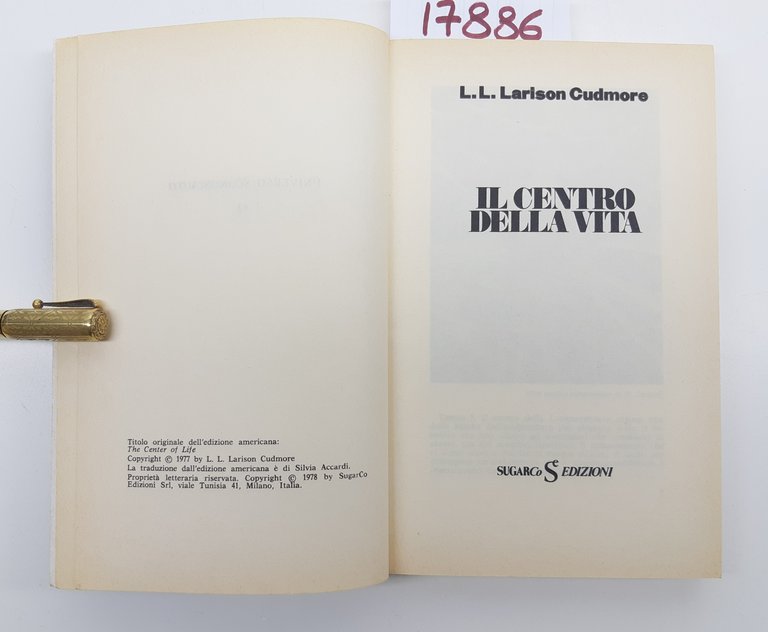 17886
Titolo originale dell'edizione americana:
The Center of Life
Copyright © 1977 by L. L. Larison Cudmore
La traduzione dall'edizione americana è di Silvia Accardi.
Proprietà letteraria riservata. Copyright © 1978 by SugarCo
Edizioni Srl, viale Tunisia 41, Milano, Italia.
L.L. Larison Cudmore
IL CENTRO
DELLA VITA
SUGARCo Se EDIZIONI